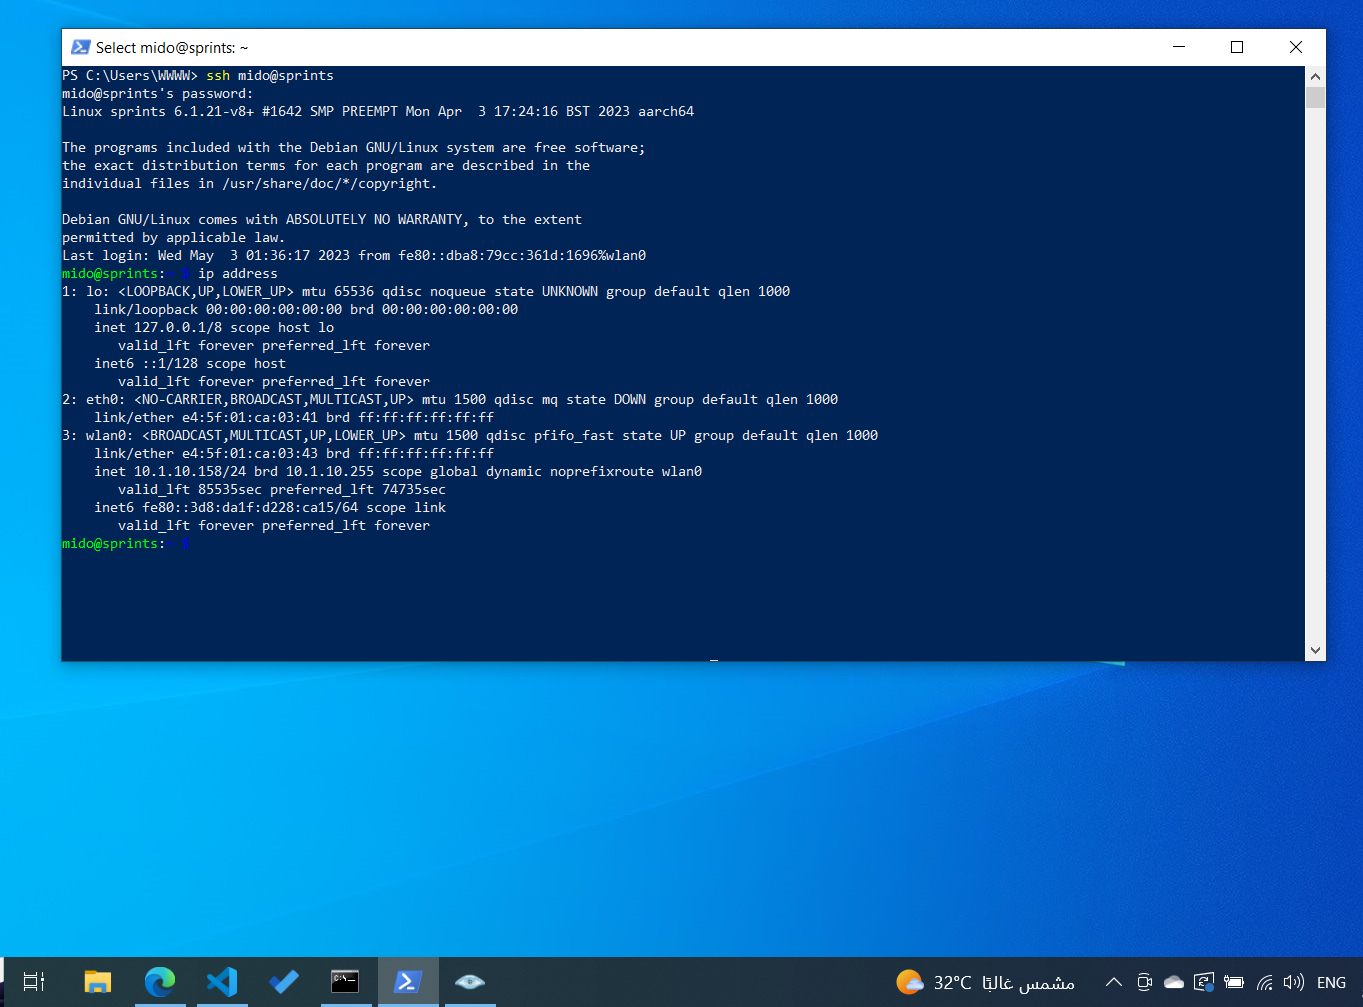 Select mido@sprints: ~
PS C:\Users\WWWW> ssh mido@sprints
mido@sprints's password:
Linux sprints 6.1.21-v8+ #1642 SMP PREEMPT Mon Apr  3 17:24:16 BST 2023 aarch64
The programs included with the Debian GNU/Linux system are free software;
the exact distribution terms for each program are described in the
individual files in /usr/share/doc/*/copyright.
Debian GNU/Linux comes with ABSOLUTELY NO WARRANTY, to the extent
permitted by applicable law.
Last login: Wed May  3 01:36:17 2023 from fe80::dba8:79cc:361d:1696%wlan0
mido@sprints:~ $ ip address
1: lo: <LOOPBACK,UP,LOWER_UP> mtu 65536 qdisc noqueue state UNKNOWN group default qlen 1000
    link/loopback 00:00:00:00:00:00 brd 00:00:00:00:00:00
    inet 127.0.0.1/8 scope host lo
       valid_lft forever preferred_lft forever
    inet6 ::1/128 scope host
       valid_lft forever preferred_lft forever
2: eth0: <NO-CARRIER,BROADCAST,MULTICAST,UP> mtu 1500 qdisc mq state DOWN group default qlen 1000
    link/ether e4:5f:01:ca:03:41 brd ff:ff:ff:ff:ff:ff
3: wlan0: <BROADCAST,MULTICAST,UP,LOWER_UP> mtu 1500 qdisc pfifo_fast state UP group default qlen 1000
    link/ether e4:5f:01:ca:03:43 brd ff:ff:ff:ff:ff:ff
    inet 10.1.10.158/24 brd 10.1.10.255 scope global dynamic noprefixroute wlan0
       valid_lft 85535sec preferred_lft 74735sec
    inet6 fe80::3d8:da1f:d228:ca15/64 scope link
       valid_lft forever preferred_lft forever
mido@sprints:~ $
32°C مشمس غالبًا
ENG